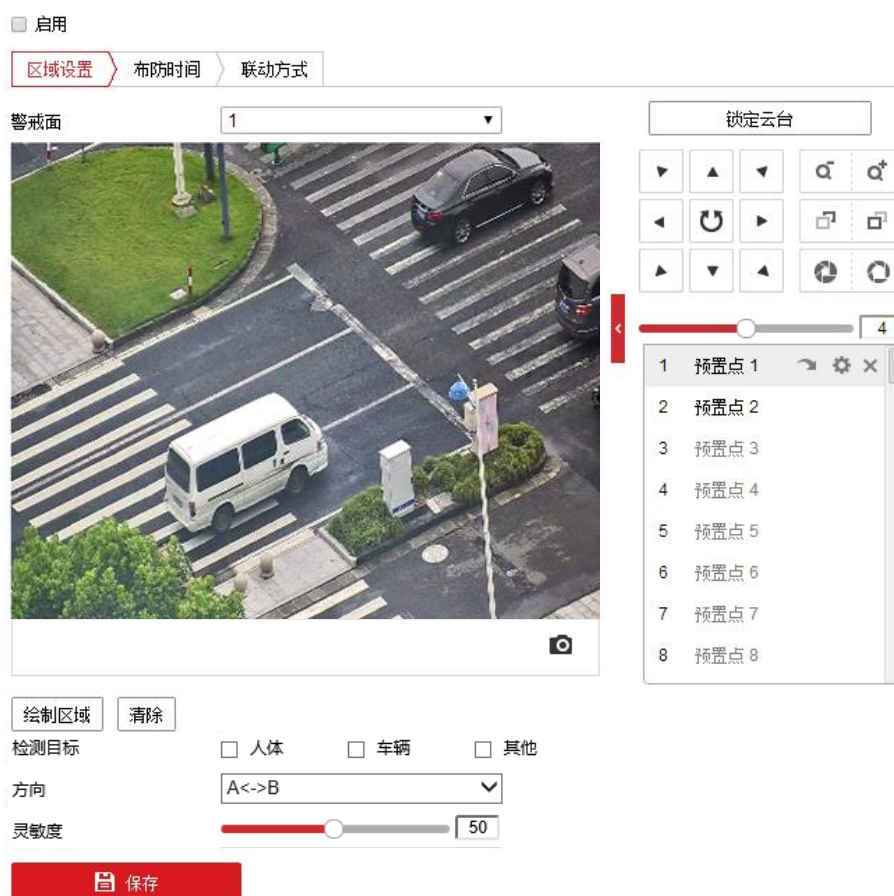 启用
区域设置 布防时间 联动方式
警戒面 1
锁定云台
4
1 预置点 1
2 预置点 2
3 预置点 3
4 预置点 4
5 预置点 5
6 预置点 6
7 预置点 7
8 预置点 8
绘制区域 清除
检测目标 人体 车辆 其他
方向 A<->B
灵敏度 50
保存